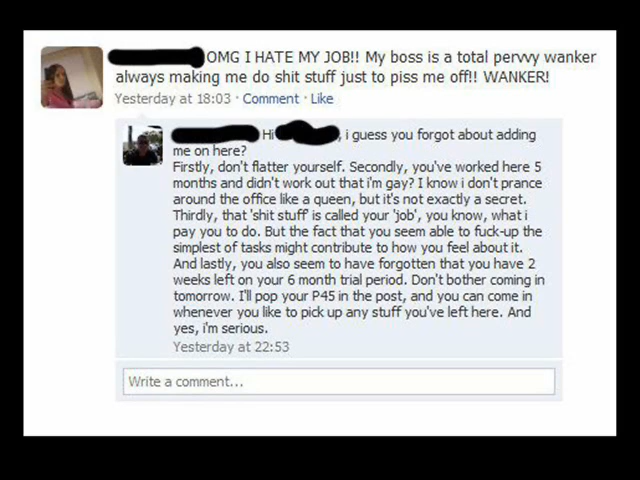 OMG I HATE MY JOB!! My boss is a total pervvy wanker
always making me do shit stuff just to piss me off!! WANKER!
Yesterday at 18:03 · Comment · Like
Hi , i guess you forgot about adding
me on here?
Firstly, don't flatter yourself. Secondly, you've worked here 5
months and didn't work out that i'm gay? I know i don't prance
around the office like a queen, but it's not exactly a secret.
Thirdly, that 'shit stuff' is called your 'job', you know, what i
pay you to do. But the fact that you seem able to fuck-up the
simplest of tasks might contribute to how you feel about it.
And lastly, you also seem to have forgotten that you have 2
weeks left on your 6 month trial period. Don't bother coming in
tomorrow. I'll pop your P45 in the post, and you can come in
whenever you like to pick up any stuff you've left here. And
yes, i'm serious.
Yesterday at 22:53
Write a comment...